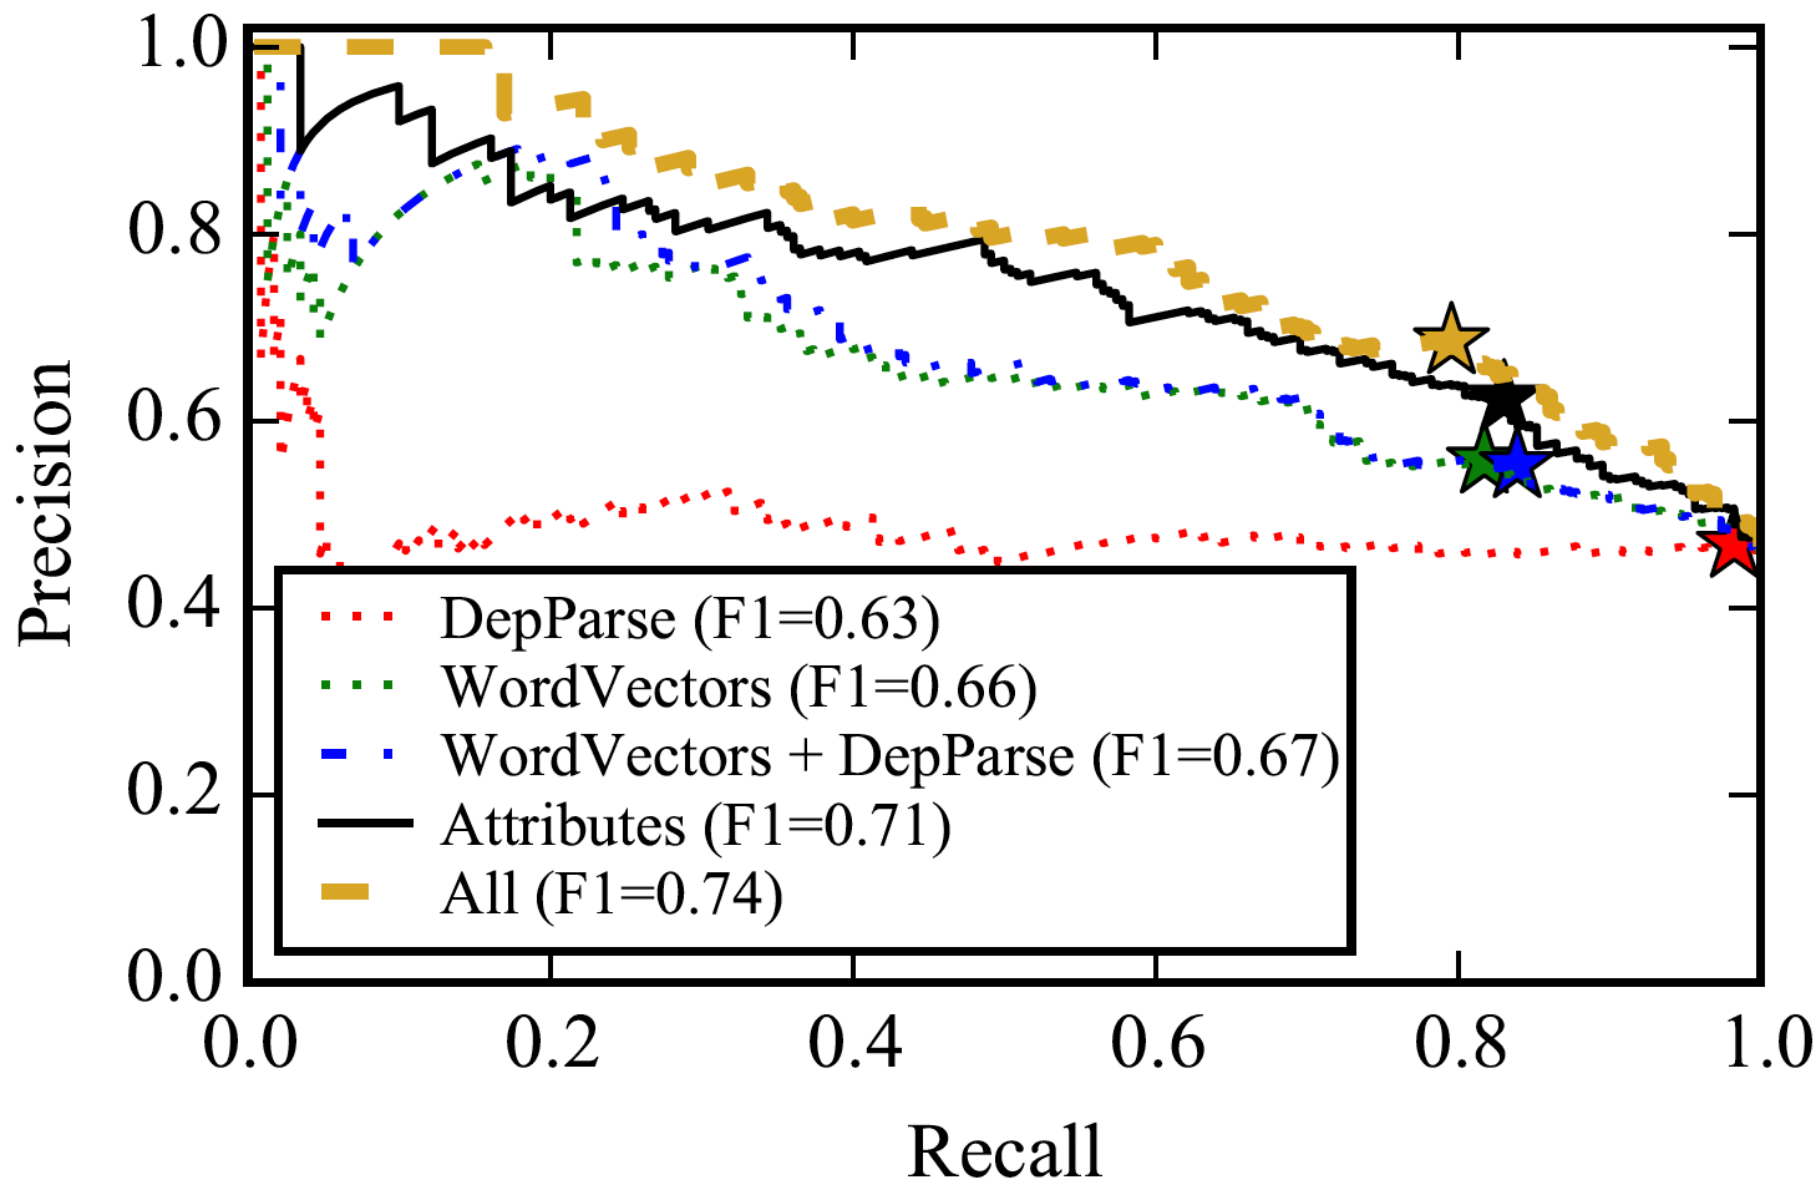 1.0
0.8
0.6
0.4
0.2
0.0
Precision
DepParse (F1=0.63)
WordVectors (F1=0.66)
WordVectors + DepParse (F1=0.67)
Attributes (F1=0.71)
All (F1=0.74)
0.0 0.2 0.4 0.6 0.8 1.0
Recall